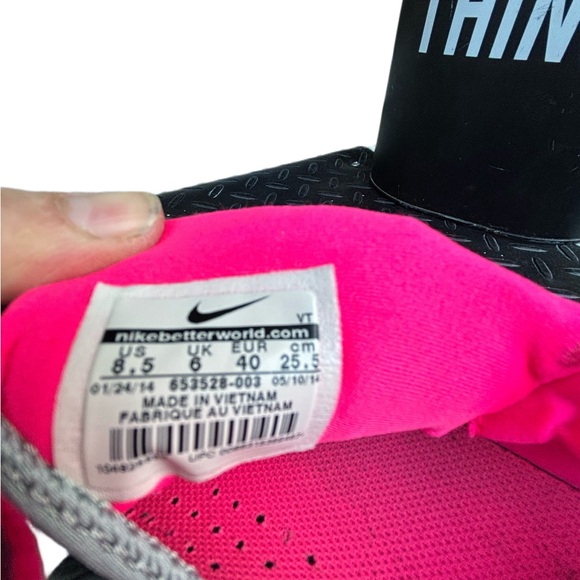 THIN
YT
nikebetterworld.com
US UK EUR cm
8.5 6 40 25.5
01/24/14 653528-003 05/10/14
MADE IN VIETNAM
FABRIQUE AU VIETNAM
UPC